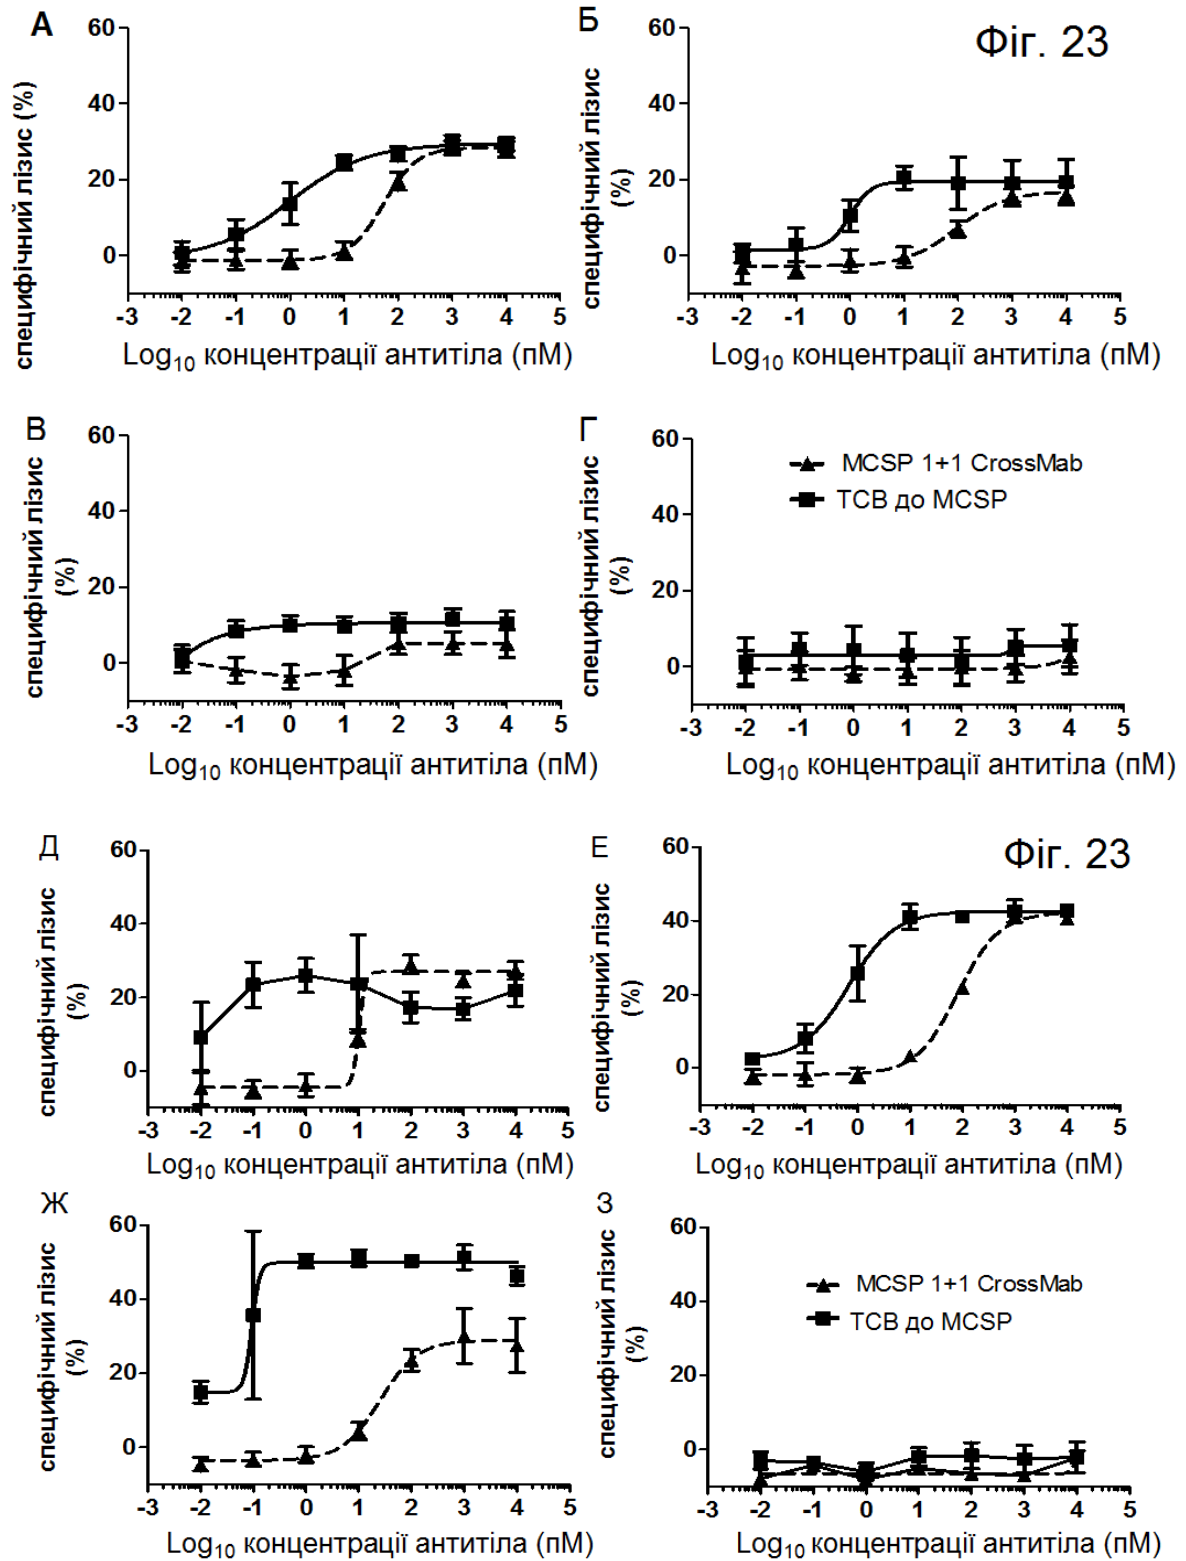 А
60
40
20
0
-3 -2 -1 0 1 2 3 4 5
специфічний лізис (%)
Log10 концентрації антитіла (пМ)
Б
Фіг. 23
60
40
20
0
-3 -2 -1 0 1 2 3 4 5
специфічний лізис
(%)
Log10 концентрації антитіла (пМ)
В
60
40
20
0
-3 -2 -1 0 1 2 3 4 5
специфічний лізис
(%)
Log10 концентрації антитіла (пМ)
Г
60
40
20
0
-3 -2 -1 0 1 2 3 4 5
MCSP 1+1 CrossMab
ТСВ до MCSP
специфічний лізис
(%)
Log10 концентрації антитіла (пМ)
Д
60
40
20
0
-3 -2 -1 0 1 2 3 4 5
специфічний лізис
(%)
Log10 концентрації антитіла (пМ)
Е
Фіг. 23
60
40
20
0
-3 -2 -1 0 1 2 3 4 5
специфічний лізис
(%)
Log10 концентрації антитіла (пМ)
Ж
60
40
20
0
-3 -2 -1 0 1 2 3 4 5
специфічний лізис
(%)
Log10 концентрації антитіла (пМ)
З
60
40
20
0
-3 -2 -1 0 1 2 3 4 5
MCSP 1+1 CrossMab
ТСВ до MCSP
специфічний лізис
(%)
Log10 концентрації антитіла (пМ)